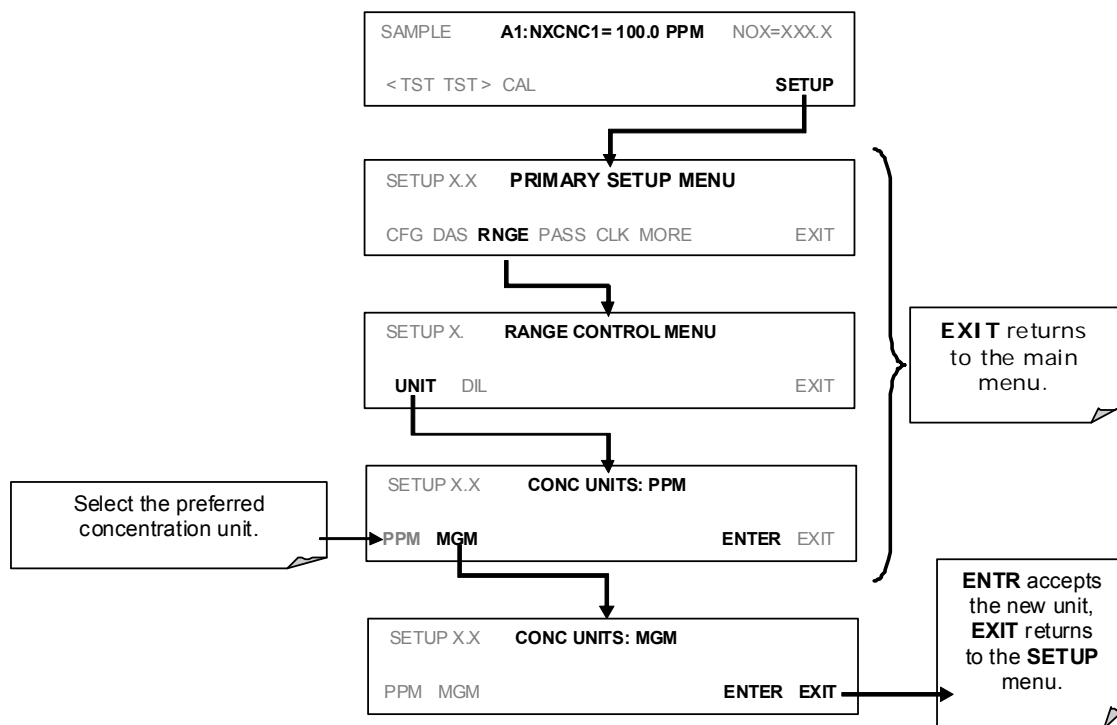 SAMPLE A1:NXCNC1= 100.0 PPM NOX=XXX.X
< TST TST > CAL SETUP
SETUP X.X PRIMARY SETUP MENU
CFG DAS RNGE PASS CLK MORE EXIT
SETUP X. RANGE CONTROL MENU
UNIT DIL EXIT
EXIT returns
to the main
menu.
SETUP X.X CONC UNITS: PPM
PPM MGM ENTER EXIT
Select the preferred
concentration unit.
SETUP X.X CONC UNITS: MGM
PPM MGM ENTER EXIT
ENTR accepts
the new unit,
EXIT returns
to the SETUP
menu.